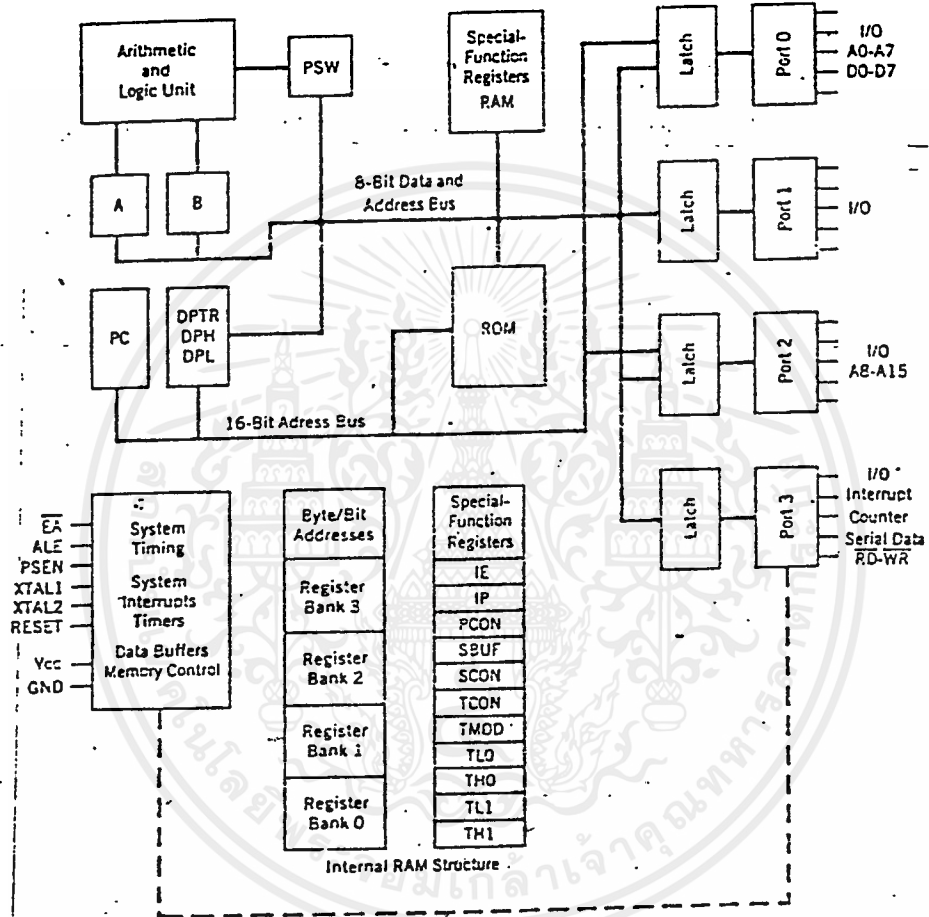 Arithmetic
and
Logic Unit
PSW
Special-
Function
Registers
RAM
Latch
Port 0
I/O
A0-A7
D0-D7
A
B
8-Bit Data and
Address Bus
Latch
Port 1
I/O
PC
DPTR
DPH
DPL
ROM
Latch
Port 2
I/O
A8-A15
16-Bit Adress Bus
Latch
Port 3
I/O
Interrupt
Counter
Serial Data
RD-WR
EA
ALE
PSEN
XTAL1
XTAL2
RESET
Vcc
GND
System
Timing
System
Interrupts
Timers
Data Buffers
Memory Control
Byte/Bit
Addresses
Register
Bank 3
Register
Bank 2
Register
Bank 1
Register
Bank 0
Special-
Function
Registers
IE
IP
PCON
SBUF
SCON
TCON
TMOD
TL0
TH0
TL1
TH1
Internal RAM Structure